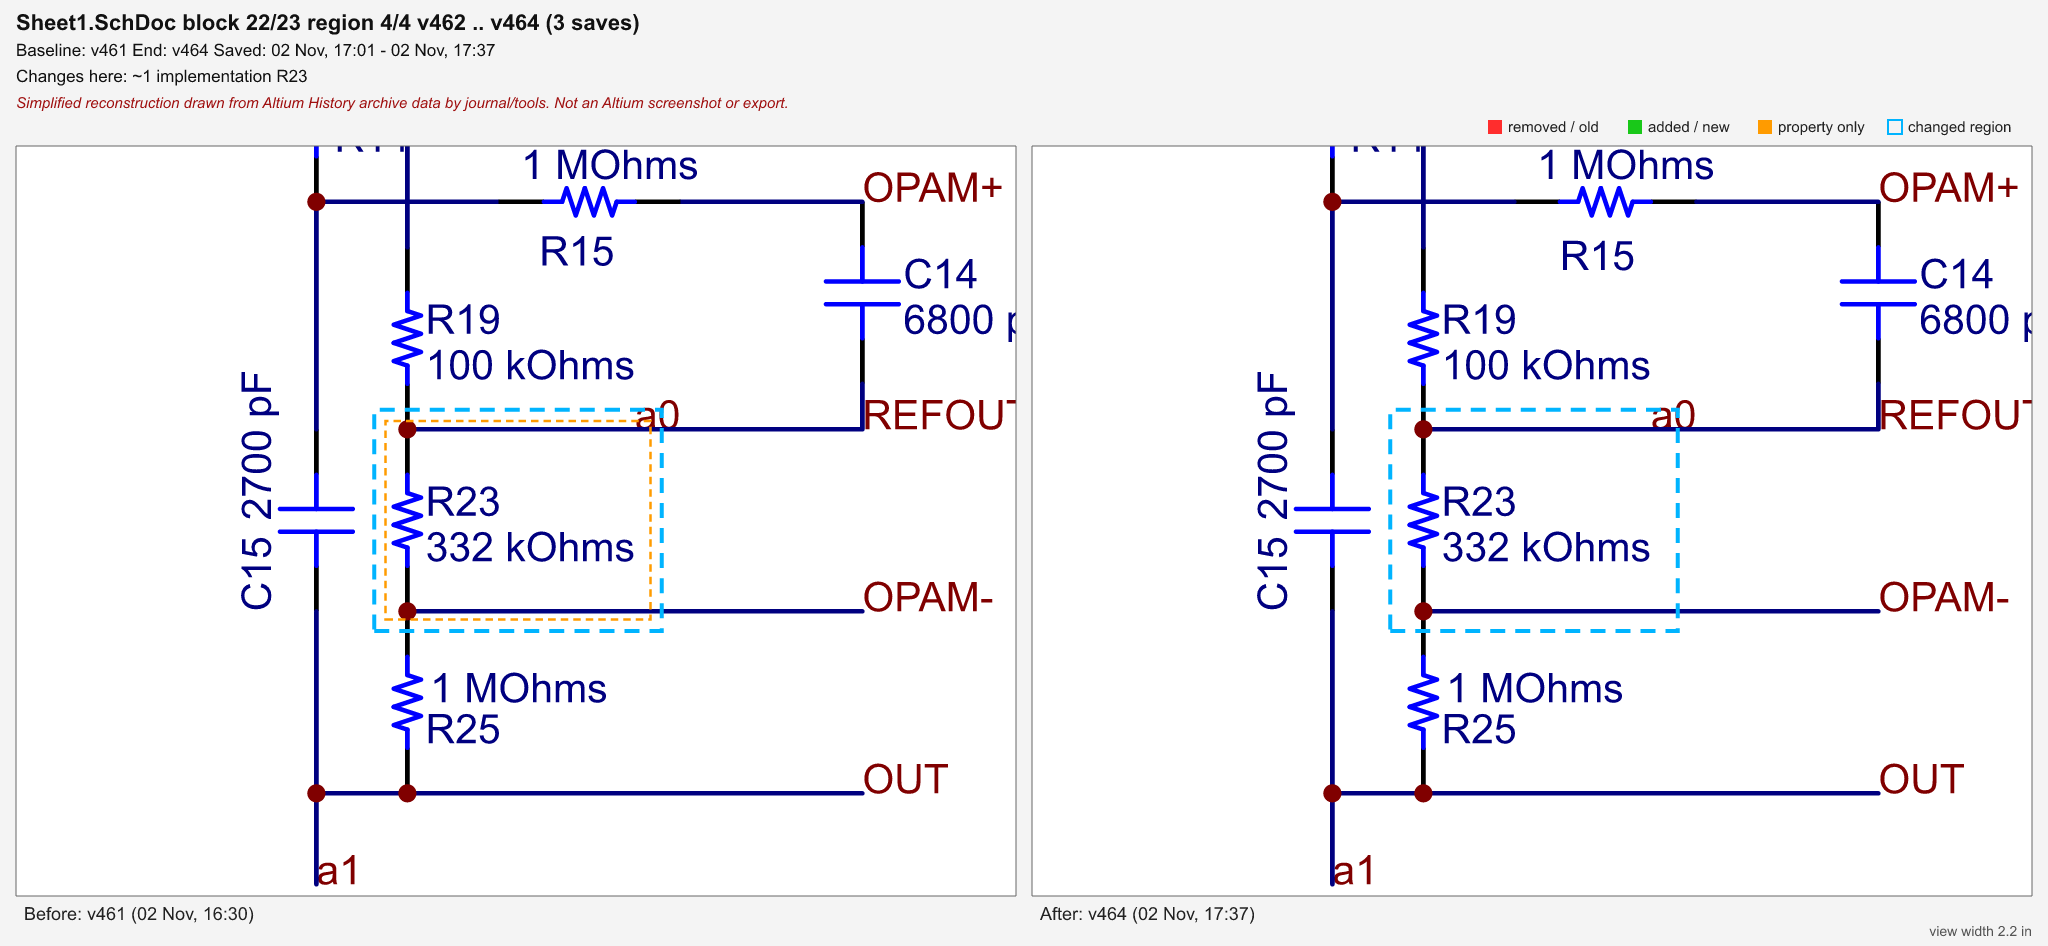 Sheet1.SchDoc block 22/23 region 4/4 v462 .. v464 (3 saves)
Baseline: v461 End: v464 Saved: 02 Nov, 17:01 - 02 Nov, 17:37
Changes here: ~1 implementation R23
Simplified reconstruction drawn from Altium History archive data by journal/tools. Not an Altium screenshot or export.
removed / old
added / new
property only
changed region
1 MOhms
OPAM+
R15
C14
6800
R19
100 kOhms
a0
REFOUT
C15 2700 pF
R23
332 kOhms
OPAM-
1 MOhms
R25
OUT
a1
1 MOhms
OPAM+
R15
C14
6800
R19
100 kOhms
a0
REFOUT
C15 2700 pF
R23
332 kOhms
OPAM-
1 MOhms
R25
OUT
a1
Before: v461 (02 Nov, 16:30)
After: v464 (02 Nov, 17:37)
view width 2.2 in